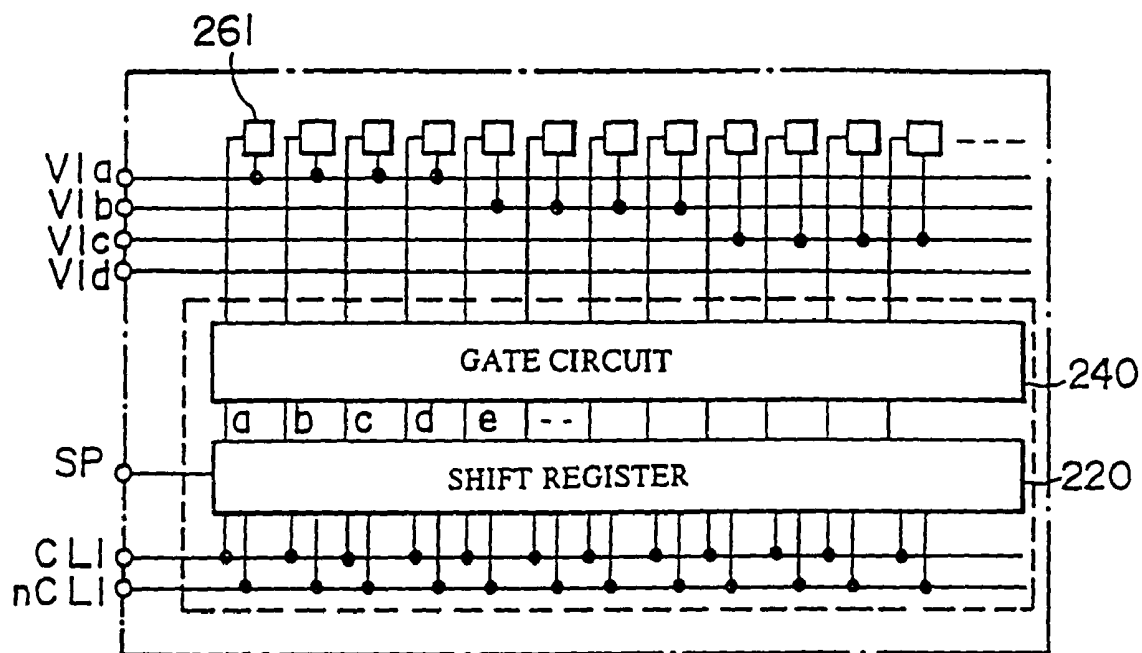 261
VIa
VIb
VIc
VId
GATE CIRCUIT
240
a b c d e --
SP
SHIFT REGISTER
220
CLI
nCLI